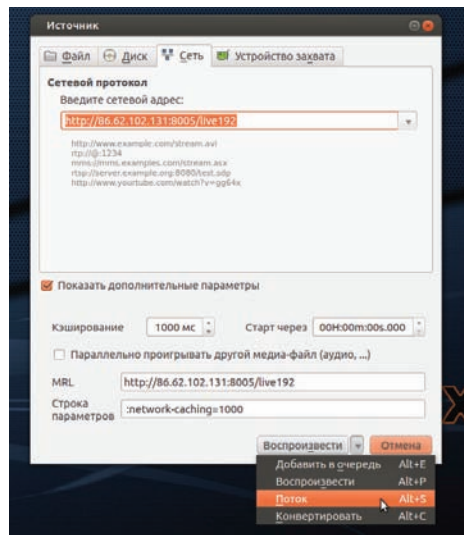 Источник
Файл Диск Сеть Устройство захвата
Сетевой протокол
Введите сетевой адрес:
http://86.62.102.131:8005/live192
http://www.example.com/stream.avi
rtp://@:1234
mms://mms.examples.com/stream.asx
rtsp://server.example.org:8080/test.sdp
http://www.yourtube.com/watch?v=gg64x
Показать дополнительные параметры
Кэширование 1000 мс Старт через 00H:00m:00s.000
Параллельно проигрывать другой медиа-файл (аудио, ...)
MRL http://86.62.102.131:8005/live192
Строка параметров :network-caching=1000
Воспроизвести Отмена
Добавить в очередь Alt+E
Воспроизвести Alt+P
Поток Alt+S
Конвертировать Alt+C